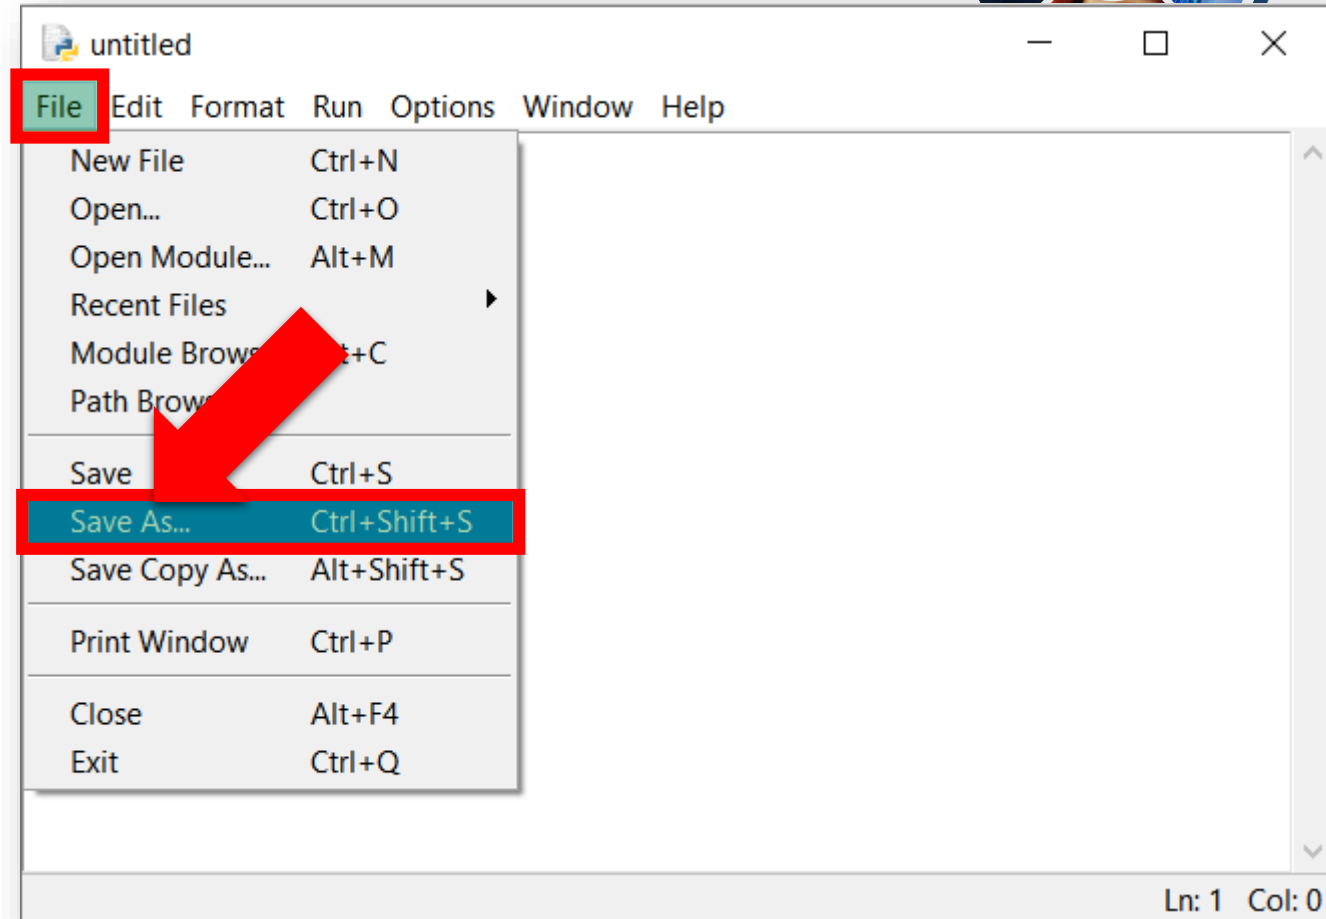 untitled
File Edit Format Run Options Window Help
New File Ctrl+N
Open... Ctrl+O
Open Module... Alt+M
Recent Files
Module +C
Path
Save Ctrl+S
Save As... Ctrl+Shift+S
Save Copy As... Alt+Shift+S
Print Window Ctrl+P
Close Alt+F4
Exit Ctrl+Q
Ln: 1 Col: 0